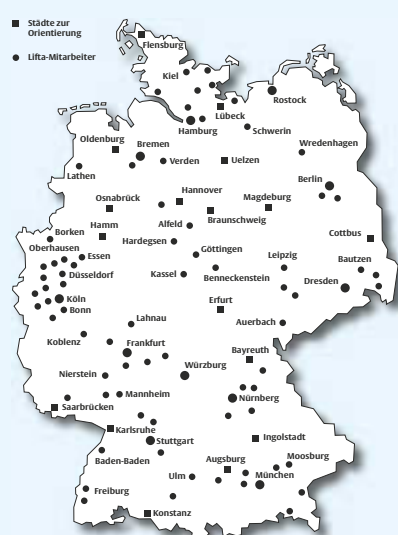 Städte zur
Orientierung
Lifta-Mitarbeiter
Flensburg
Kiel
Rostock
Lübeck
Hamburg
Schwerin
Oldenburg
Bremen
Wredenhagen
Verden
Uelzen
Lathen
Berlin
Hannover
Osnabrück
Magdeburg
Braunschweig
Borken
Hamm
Alfeld
Cottbus
Oberhausen
Hardegsen
Essen
Göttingen
Leipzig
Bautzen
Düsseldorf
Kassel
Benneckenstein
Dresden
Köln
Erfurt
Bonn
Lahnau
Auerbach
Koblenz
Frankfurt
Bayreuth
Würzburg
Nierstein
Mannheim
Nürnberg
Saarbrücken
Karlsruhe
Stuttgart
Ingolstadt
Baden-Baden
Augsburg
Moosburg
Ulm
München
Freiburg
Konstanz